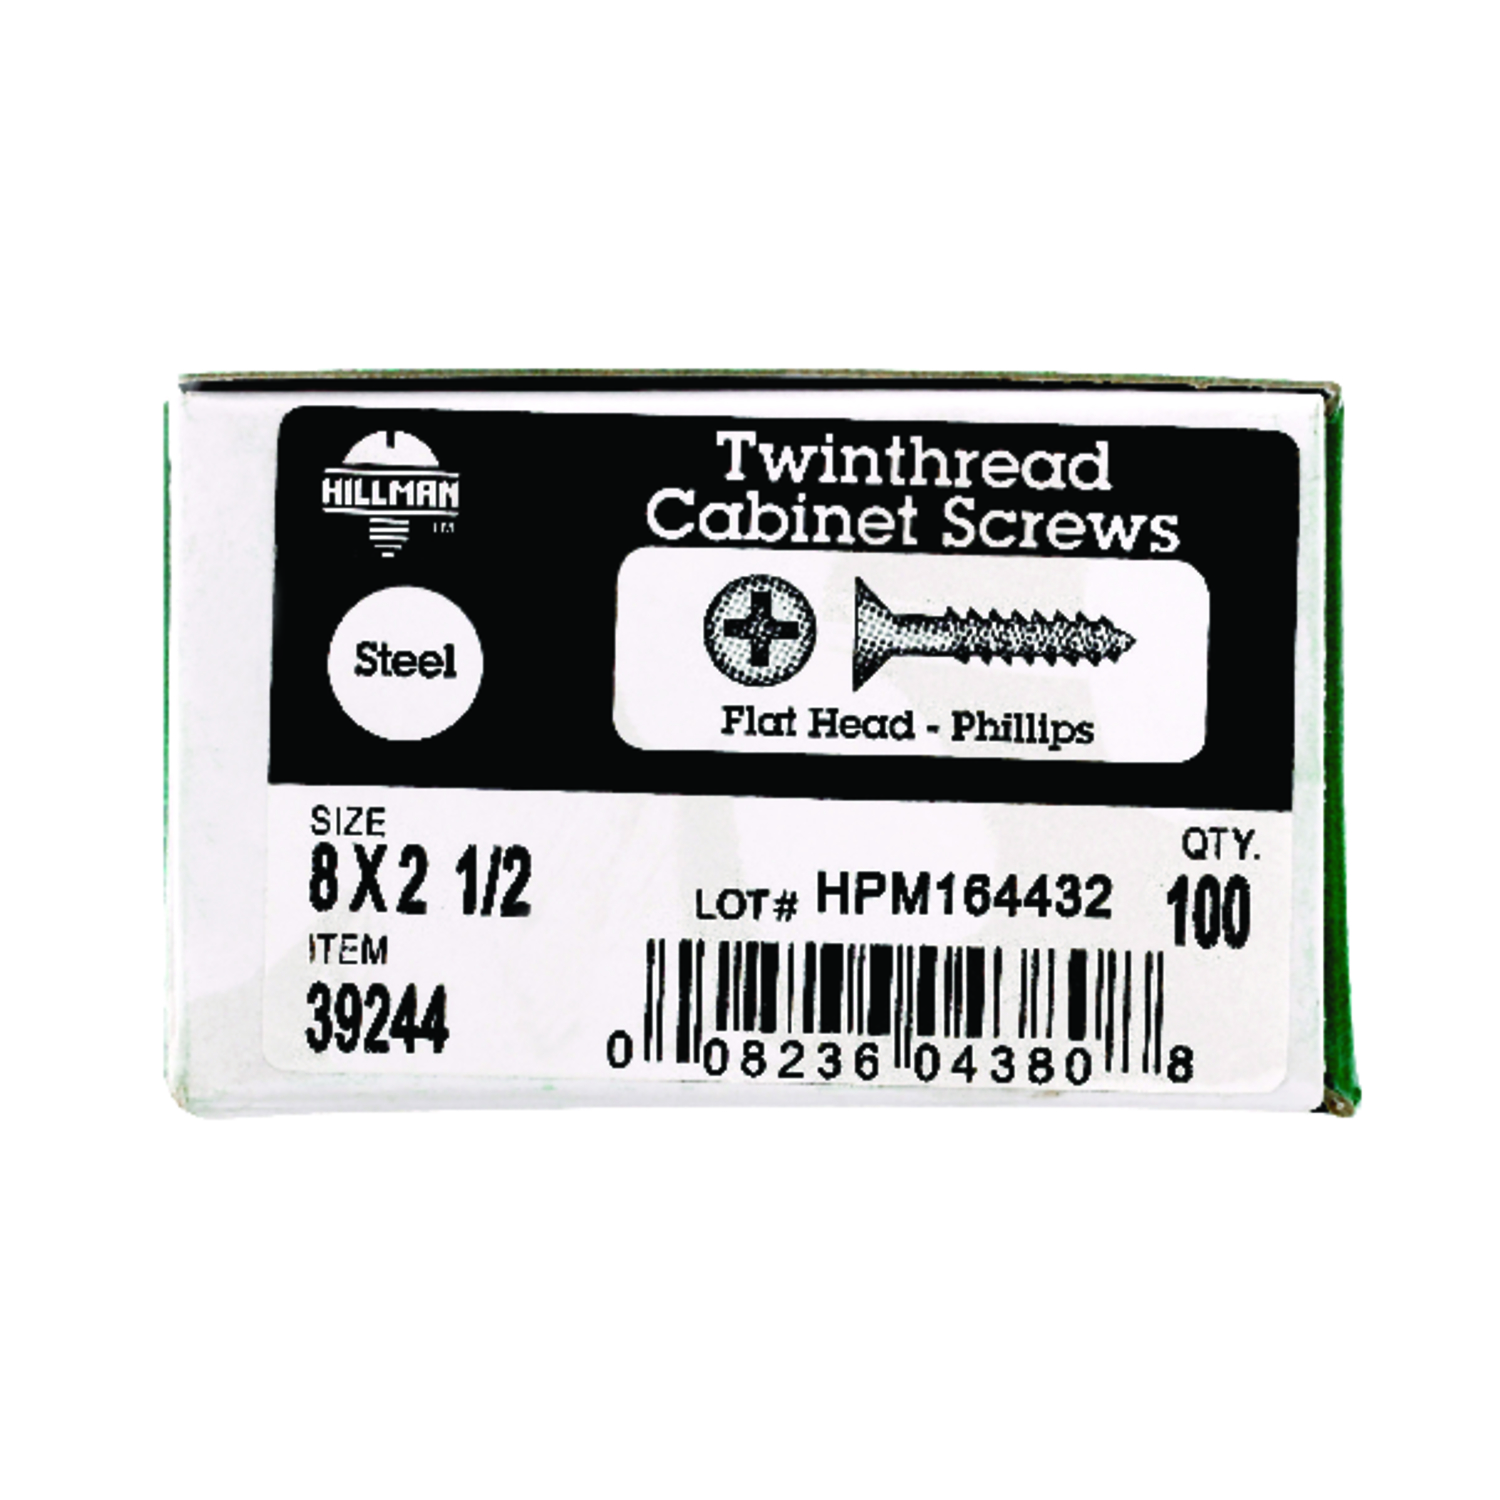 HILLMAN
TM
Twinthread
Cabinet Screws
Steel
Flat Head - Phillips
SIZE
8 X 2 1/2
LOT# HPM164432
QTY.
100
ITEM
39244
0 08236 04380 8